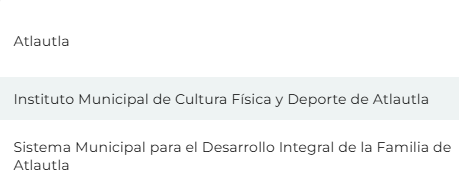 Atlautla
Instituto Municipal de Cultura Física y Deporte de Atlautla
Sistema Municipal para el Desarrollo Integral de la Familia de
Atlautla